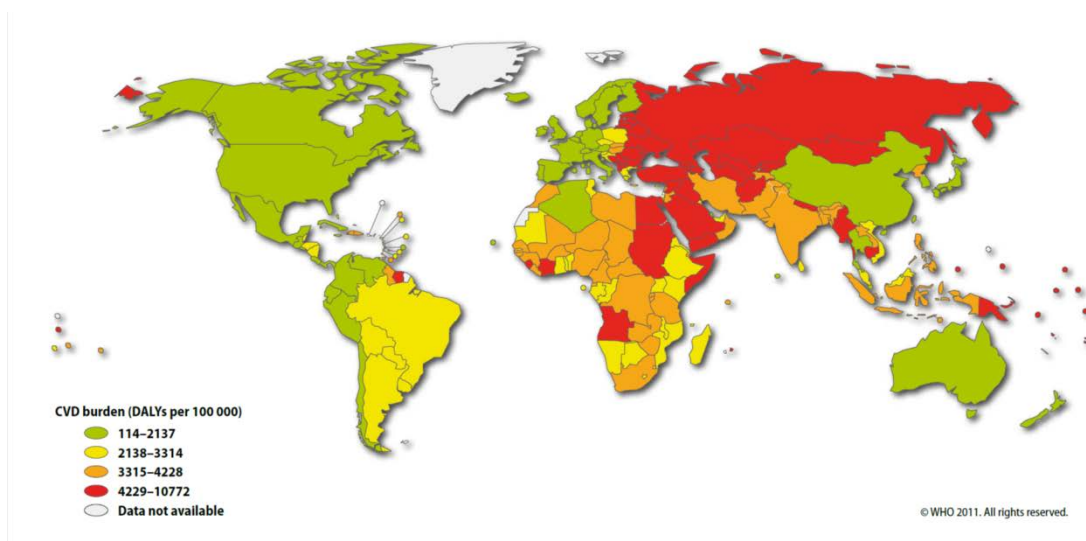 CVD burden (DALYs per 100 000)
114–2137
2138–3314
3315–4228
4229–10772
Data not available
© WHO 2011. All rights reserved.